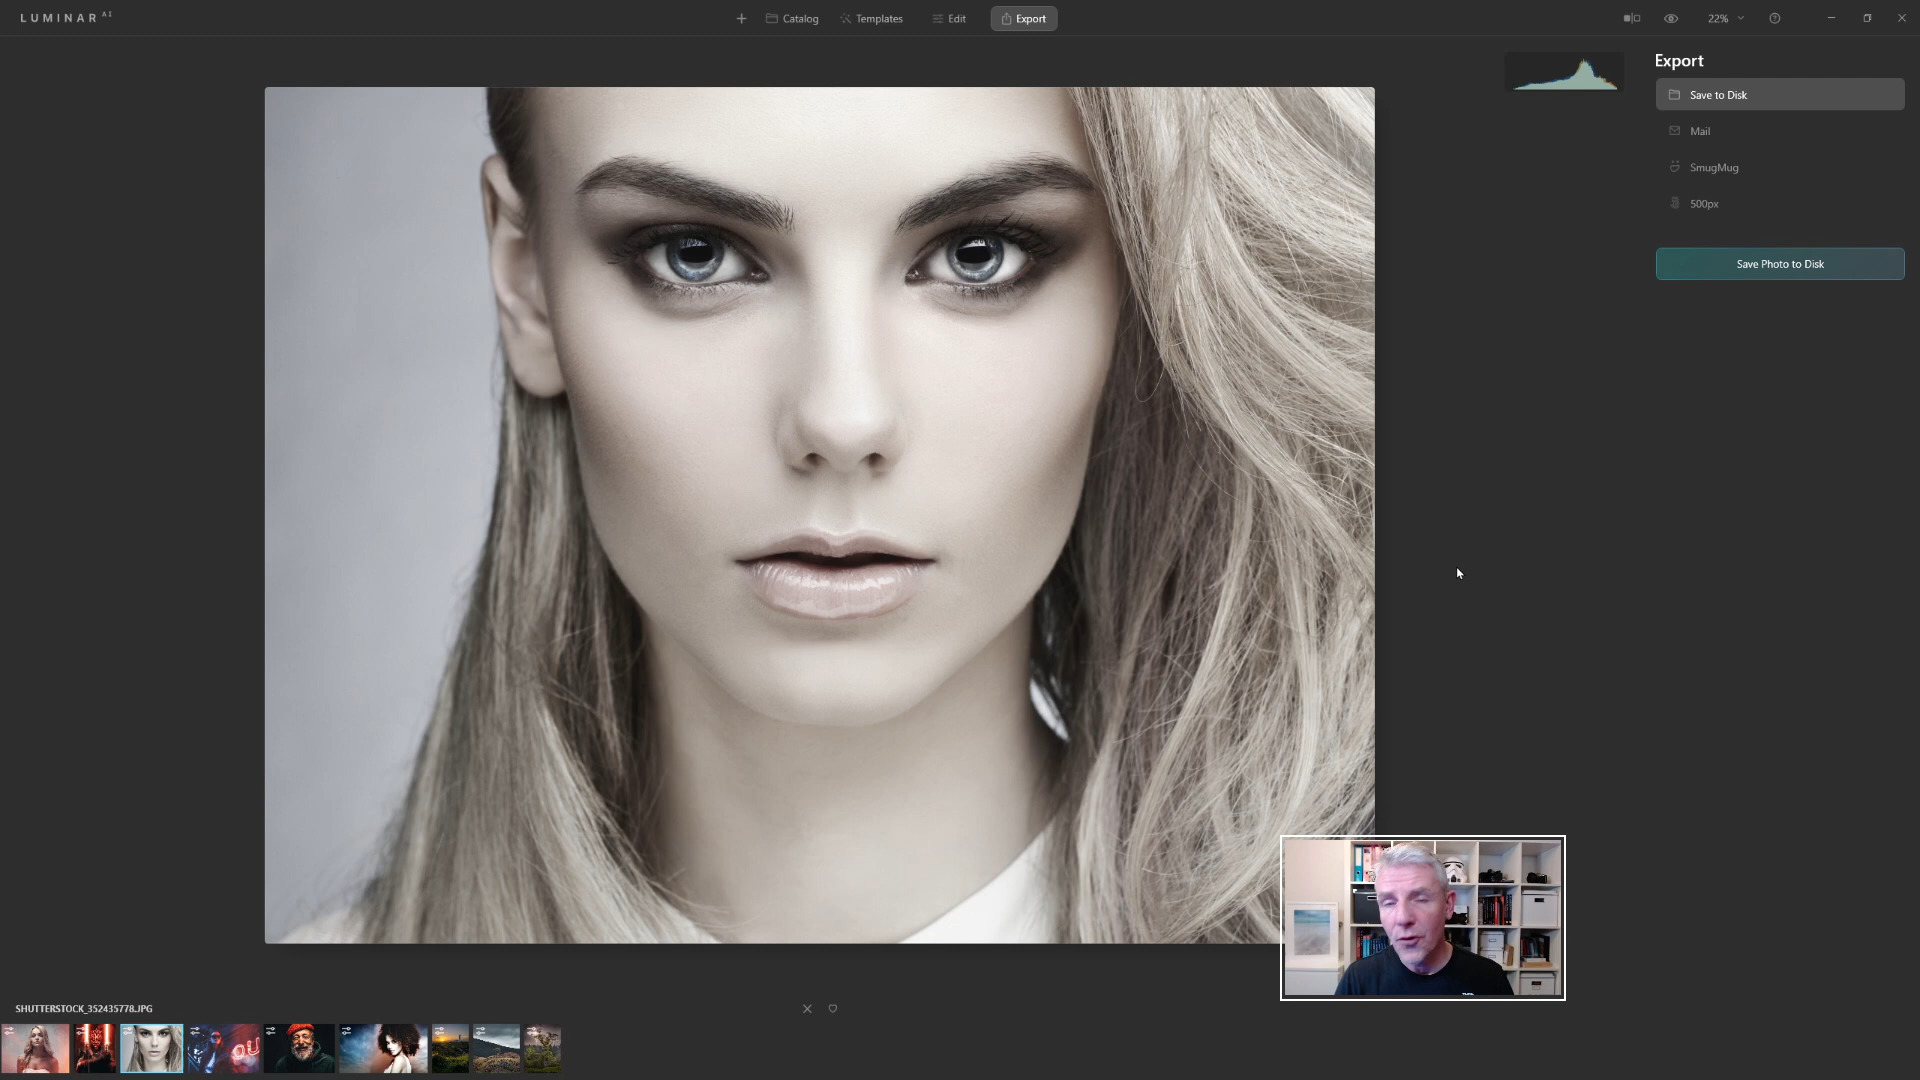 LUMINAR AI
Catalog
Templates
Edit
Export
22%
Export
Save to Disk
Mail
SmugMug
500px
Save Photo to Disk
SHUTTERSTOCK_352435778.JPG
OU